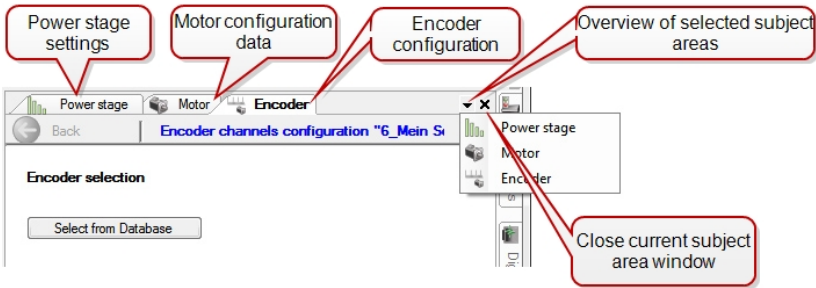 Power stage
settings
Motor configuration
data
Encoder
configuration
Overview of selected subject
areas
Power stage
Motor
Encoder
Back
Encoder channels configuration "6_Mein Se
Power stage
Motor
Encoder
Encoder selection
Select from Database
Close current subject
area window